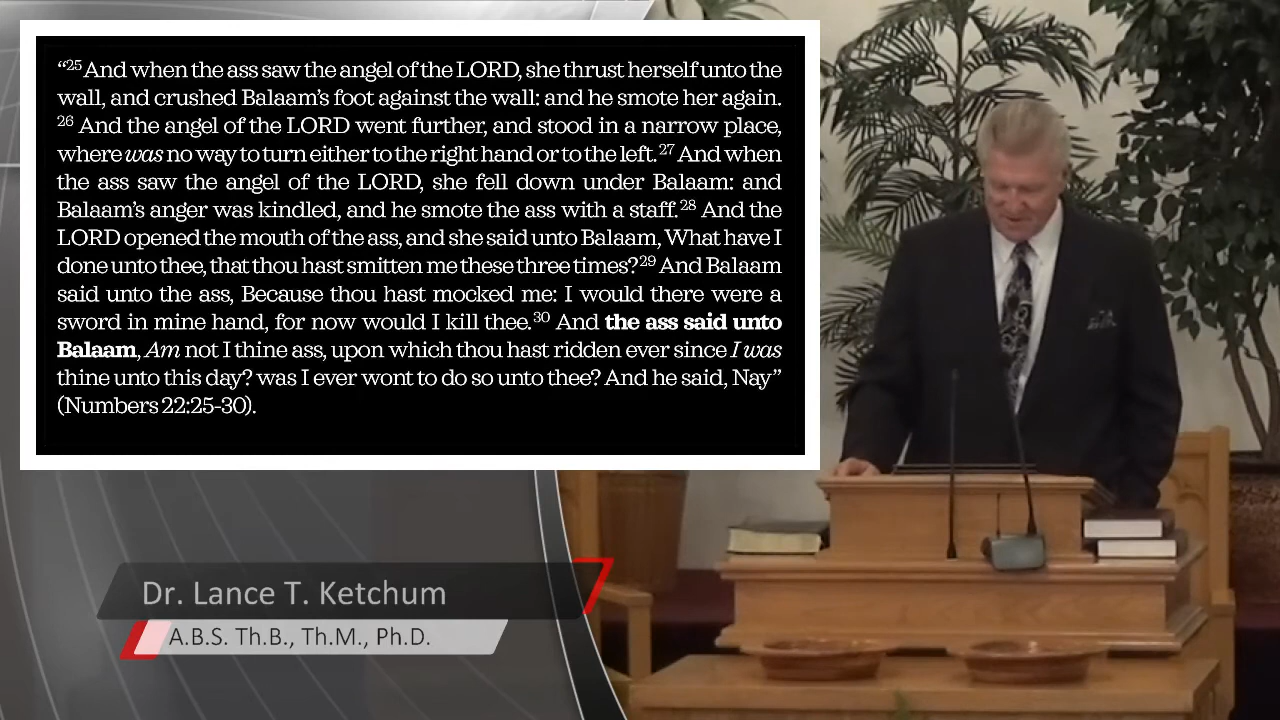 “25 And when the ass saw the angel of the LORD, she thrust herself unto the
wall, and crushed Balaam’s foot against the wall: and he smote her again.
26 And the angel of the LORD went further, and stood in a narrow place,
where was no way to turn either to the right hand or to the left. 27 And when
the ass saw the angel of the LORD, she fell down under Balaam: and
Balaam’s anger was kindled, and he smote the ass with a staff. 28 And the
LORD opened the mouth of the ass, and she said unto Balaam, What have I
done unto thee, that thou hast smitten me these three times? 29 And Balaam
said unto the ass, Because thou hast mocked me: I would there were a
sword in mine hand, for now would I kill thee. 30 And the ass said unto
Balaam, Am not I thine ass, upon which thou hast ridden ever since I was
thine unto this day? was I ever wont to do so unto thee? And he said, Nay”
(Numbers 22:25-30).
Dr. Lance T. Ketchum
A.B.S. Th.B., Th.M., Ph.D.